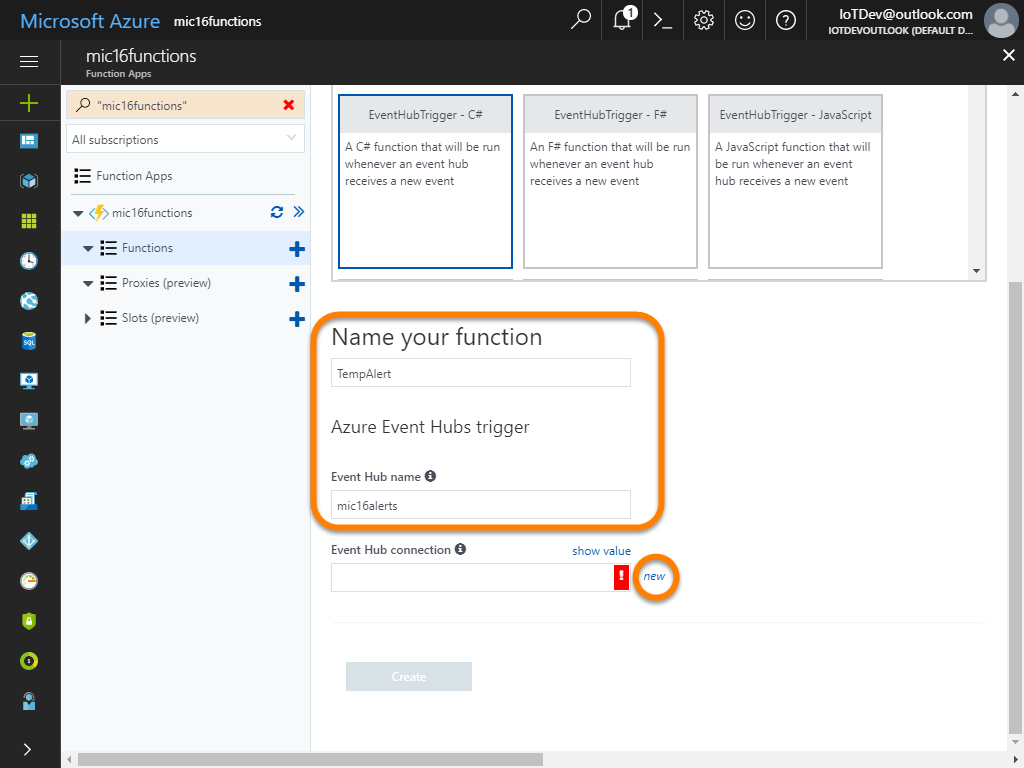 Microsoft Azure mic16functions
1
IoTDev@outlook.com
IOTDEVOUTLOOK (DEFAULT D...
mic16functions
Function Apps
"mic16functions"
All subscriptions
Function Apps
mic16functions
Functions
Proxies (preview)
Slots (preview)
SQL
EventHubTrigger - C#
A C# function that will be run
whenever an event hub
receives a new event
EventHubTrigger - F#
An F# function that will be run
whenever an event hub
receives a new event
EventHubTrigger - JavaScript
A JavaScript function that will
be run whenever an event
hub receives a new event
Name your function
TempAlert
Azure Event Hubs trigger
Event Hub name
mic16alerts
Event Hub connection
show value
new
Create